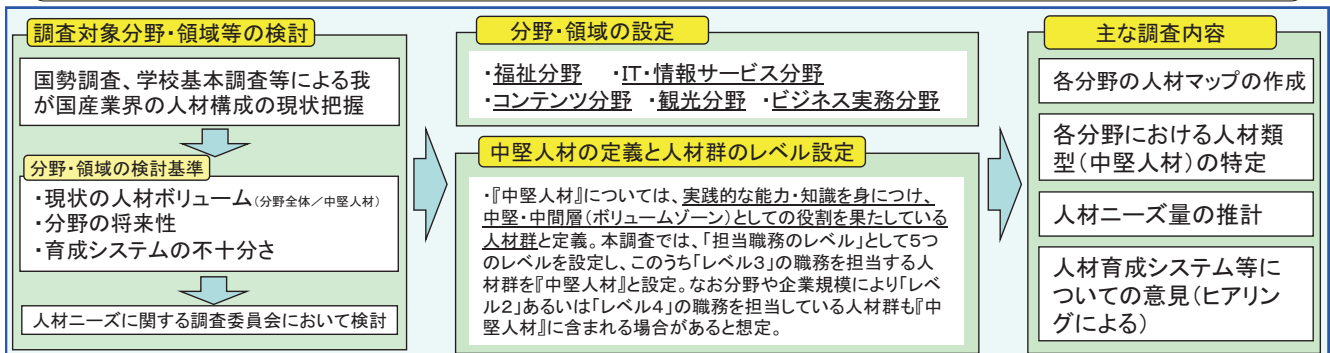 調査対象分野・領域等の検討
国勢調査、学校基本調査等による我
が国産業界の人材構成の現状把握
分野・領域の検討基準
・現状の人材ボリューム(分野全体/中堅人材)
・分野の将来性
・育成システムの不十分さ
人材ニーズに関する調査委員会において検討
分野・領域の設定
・福祉分野 ・IT・情報サービス分野
・コンテンツ分野 ・観光分野 ・ビジネス実務分野
中堅人材の定義と人材群のレベル設定
・『中堅人材』については、実践的な能力・知識を身につけ、
中堅・中間層(ボリュームゾーン)としての役割を果たしている
人材群と定義。本調査では、「担当職務のレベル」として5つ
のレベルを設定し、このうち「レベル3」の職務を担当する人
材群を『中堅人材』と設定。なお分野や企業規模により「レベ
ル2」あるいは「レベル4」の職務を担当している人材群も『中
堅人材』に含まれる場合があると想定。
主な調査内容
各分野の人材マップの作成
各分野における人材類
型(中堅人材)の特定
人材ニーズ量の推計
人材育成システム等に
ついての意見(ヒアリン
グによる)